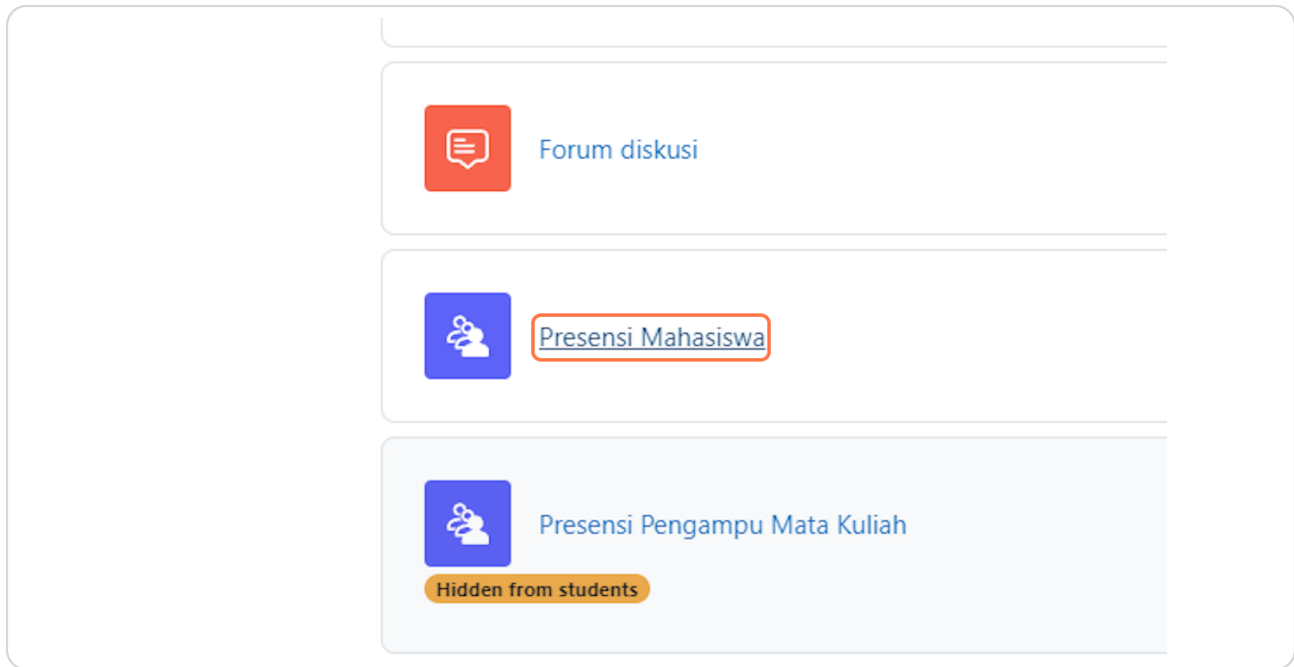 Forum diskusi
Presensi Mahasiswa
Presensi Pengampu Mata Kuliah
Hidden from students